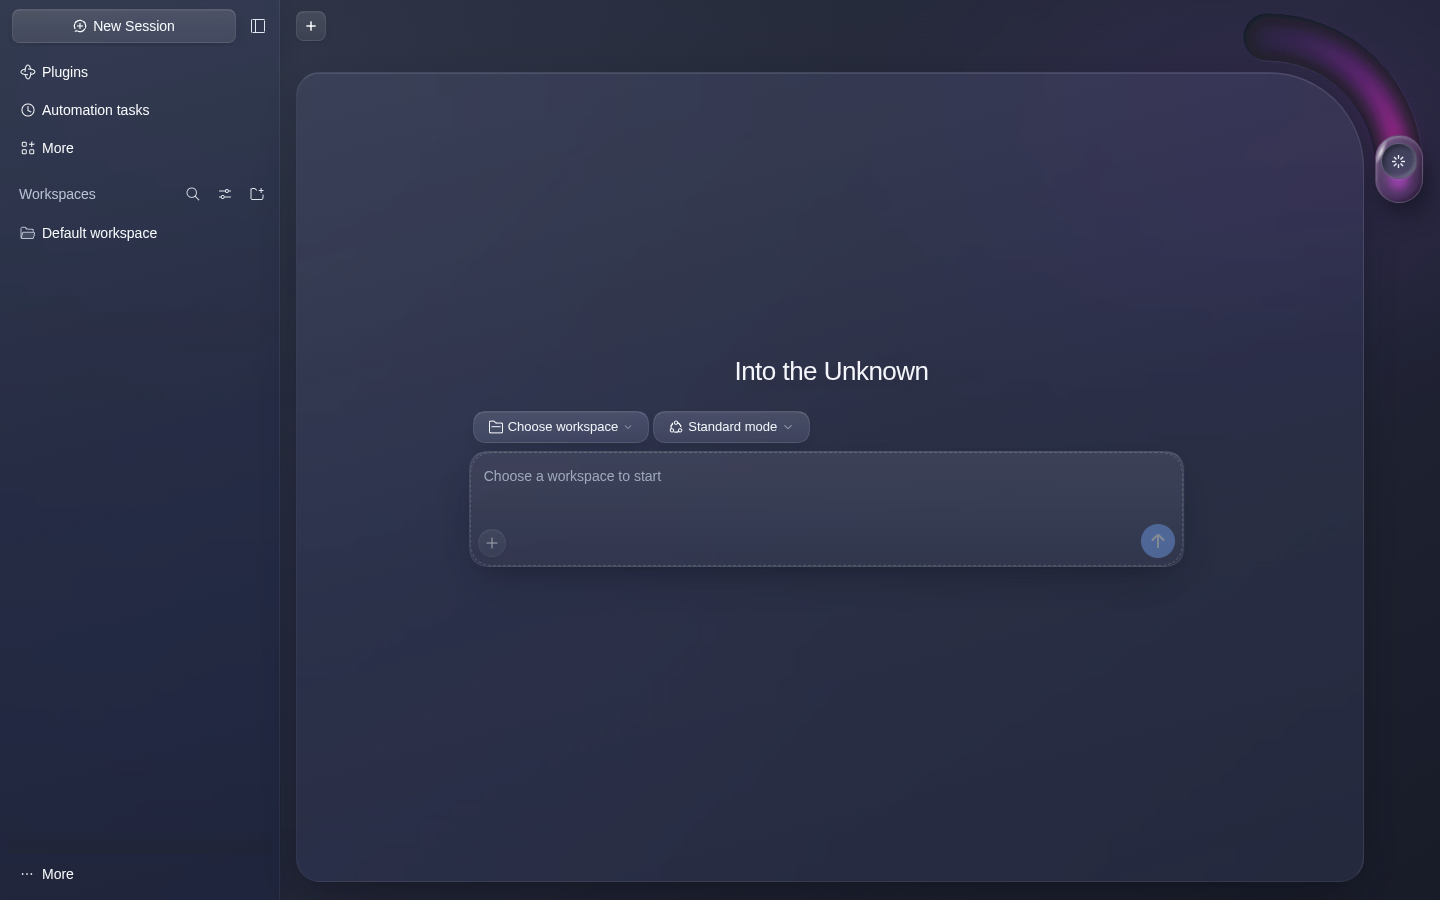 New Session
Plugins
Automation tasks
More
Workspaces
Default workspace
Into the Unknown
Choose workspace
Standard mode
Choose a workspace to start
More